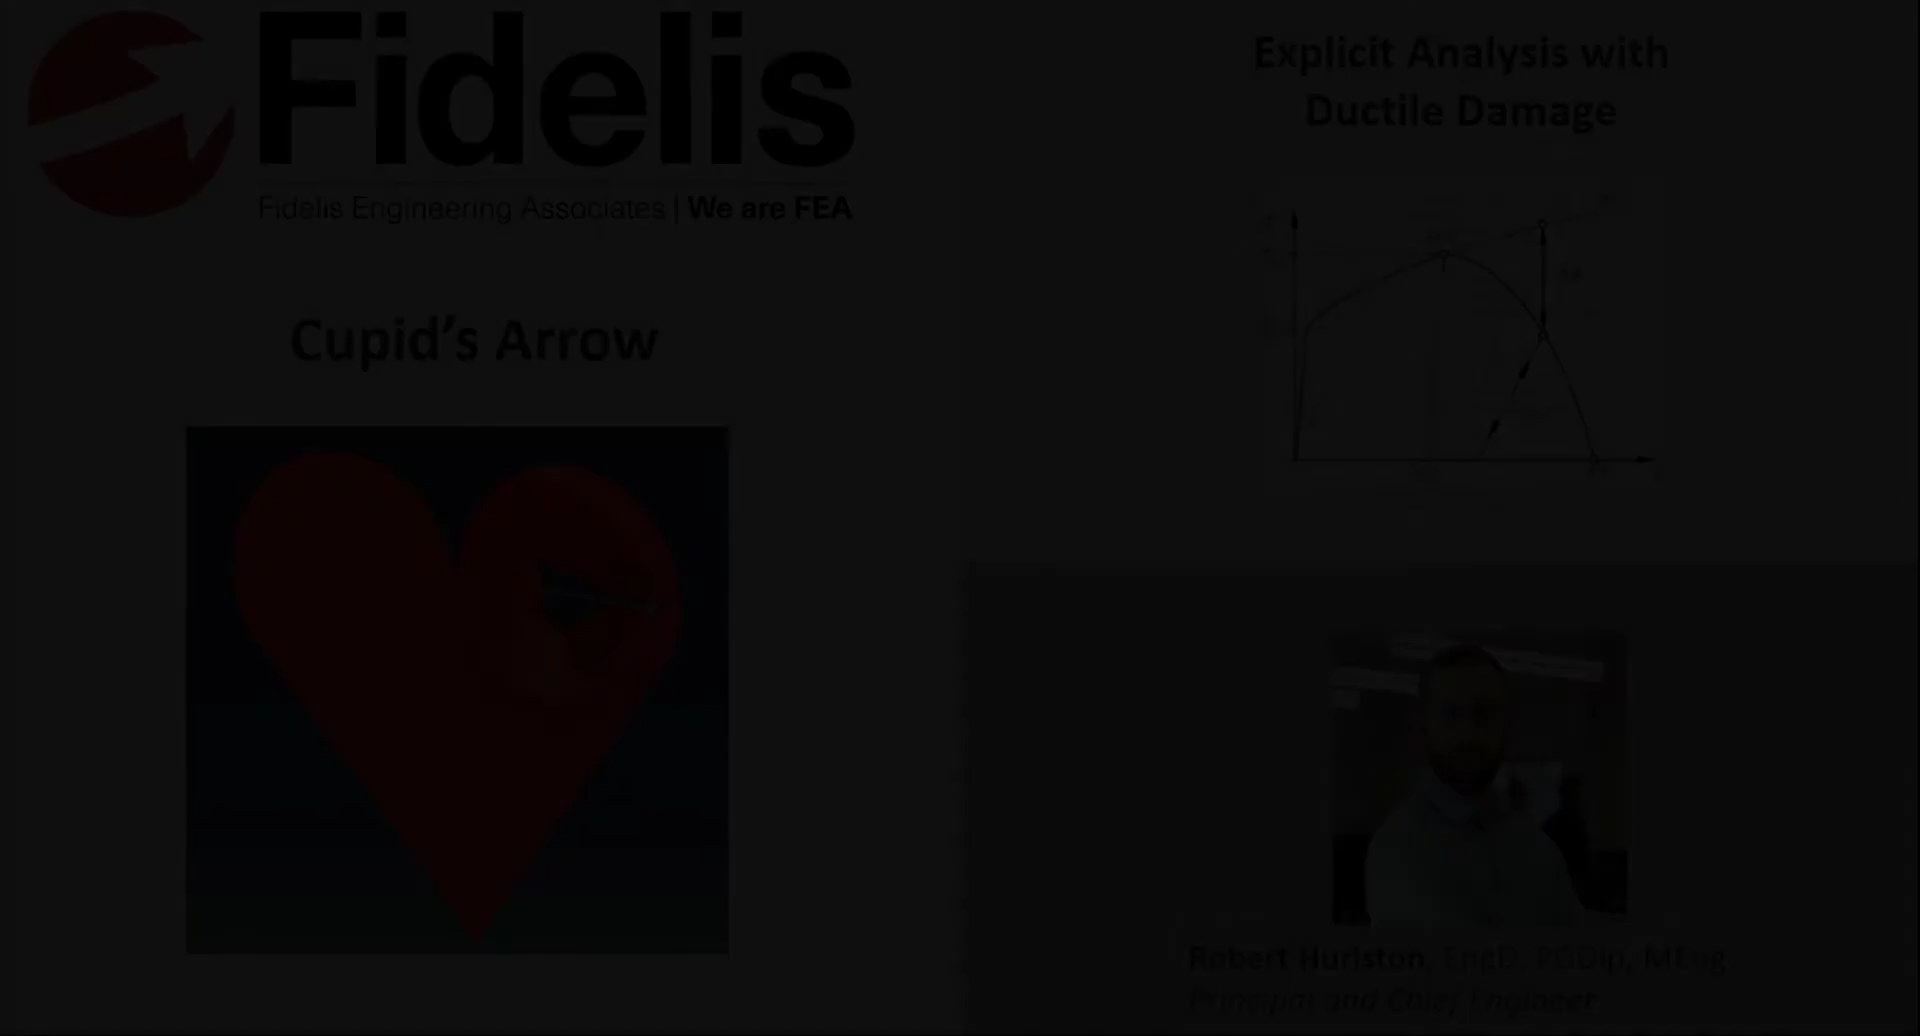 Fidelis
Fidelis Engineering Associates | We are FEA
Cupid's Arrow
Explicit Analysis with
Ductile Damage
Robert Hurlston, EngD, PGDip, MEng
Principal and Chief Engineer